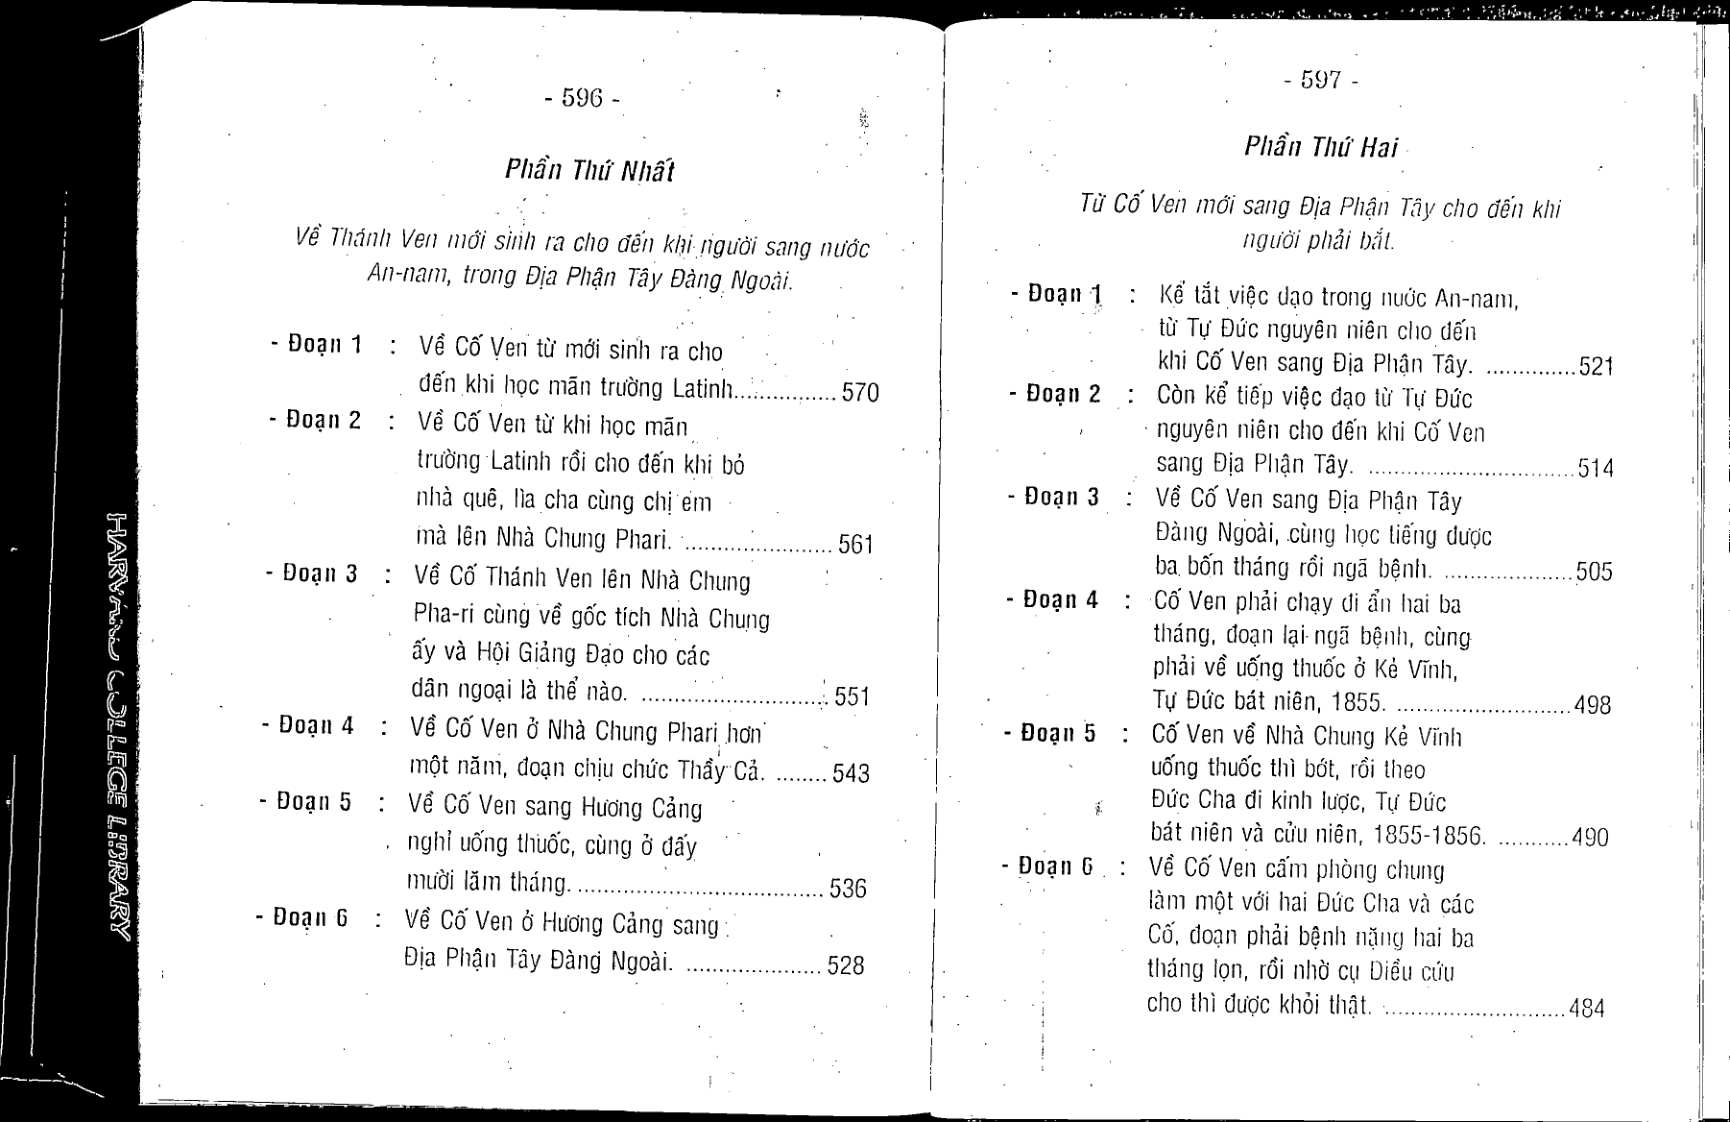 - 596 -
Phần Thứ Nhất
Về Thánh Ven mới sinh ra cho đến khi người sang nước
An-nam, trong Địa Phận Tây Đàng Ngoài.
- Đoạn 1 : Về Cố Ven từ mới sinh ra cho
đến khi học mãn trường Latinh................ 570
- Đoạn 2 : Về Cố Ven từ khi học mãn
trường Latinh rồi cho đến khi bỏ
nhà quê, lìa cha cùng chị em
mà lên Nhà Chung Phari. ....................... 561
- Đoạn 3 : Về Cố Thánh Ven lên Nhà Chung
Pha-ri cùng về gốc tích Nhà Chung
ấy và Hội Giảng Đạo cho các
dân ngoại là thể nào. ............................. 551
- Đoạn 4 : Về Cố Ven ở Nhà Chung Phari hơn
một năm, đoạn chịu chức Thầy Cả. ........ 543
- Đoạn 5 : Về Cố Ven sang Hương Cảng
nghỉ uống thuốc, cùng ở đấy
mười lăm tháng. ...................................... 536
- Đoạn 6 : Về Cố Ven ở Hương Cảng sang
Địa Phận Tây Đàng Ngoài. ..................... 528
- 597 -
Phần Thứ Hai
Từ Cố Ven mới sang Địa Phận Tây cho đến khi
người phải bắt.
- Đoạn 1 : Kể tắt việc đạo trong nước An-nam,
từ Tự Đức nguyên niên cho đến
khi Cố Ven sang Địa Phận Tây. ..............521
- Đoạn 2 : Còn kể tiếp việc đạo từ Tự Đức
nguyên niên cho đến khi Cố Ven
sang Địa Phận Tây. ................................514
- Đoạn 3 : Về Cố Ven sang Địa Phận Tây
Đàng Ngoài, cùng học tiếng được
ba bốn tháng rồi ngã bệnh. ....................505
- Đoạn 4 : Cố Ven phải chạy đi ẩn hai ba
tháng, đoạn lại ngã bệnh, cùng
phải về uống thuốc ở Kẻ Vĩnh,
Tự Đức bát niên, 1855. ...........................498
- Đoạn 5 : Cố Ven về Nhà Chung Kẻ Vĩnh
uống thuốc thì bớt, rồi theo
Đức Cha đi kinh lược, Tự Đức
bát niên và cửu niên, 1855-1856. ...........490
- Đoạn 6 : Về Cố Ven cấm phòng chung
làm một với hai Đức Cha và các
Cố, đoạn phải bệnh nặng hai ba
tháng lọn, rồi nhờ cụ Điều cứu
cho thì được khỏi thật. ............................484
HARVARD COLLEGE LIBRARY